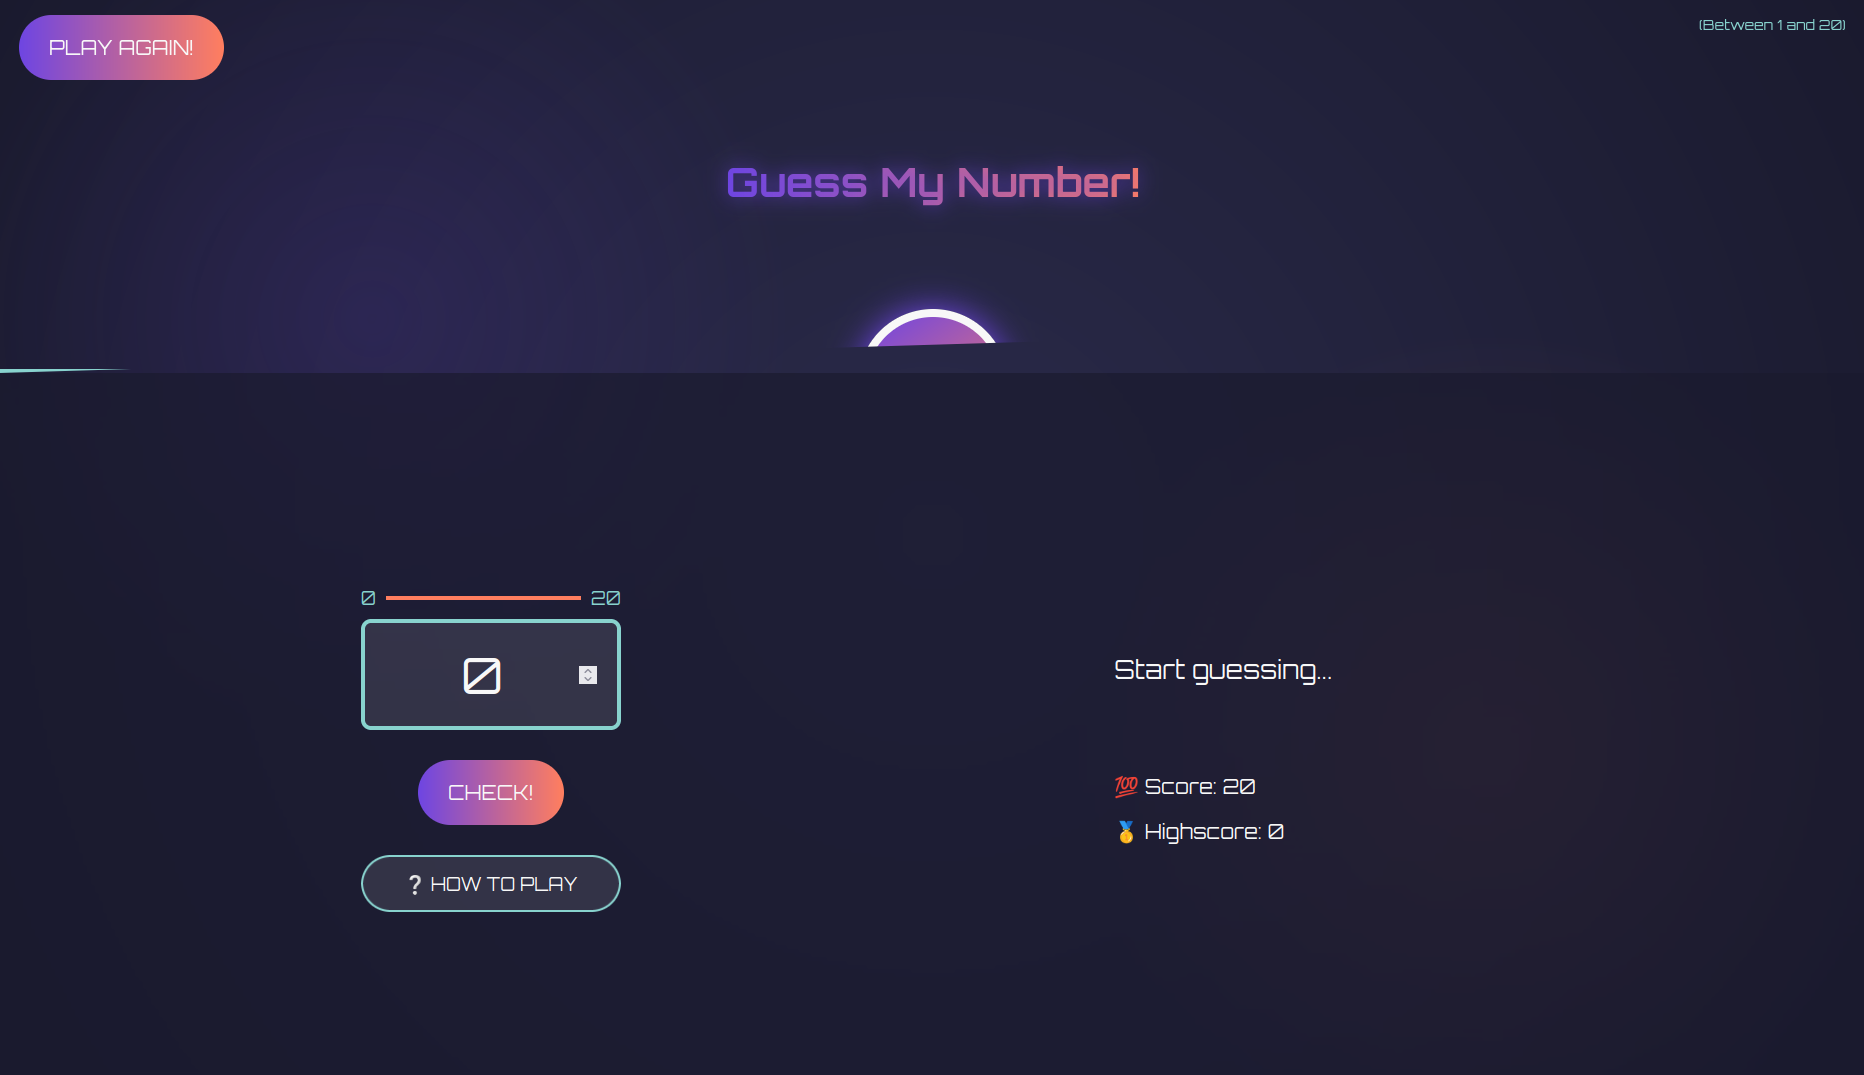 PLAY AGAIN!
(Between 1 and 20)
Guess My Number!
0 20
0
CHECK!
❔ HOW TO PLAY
Start guessing...
💯 Score: 20
🥇 Highscore: 0